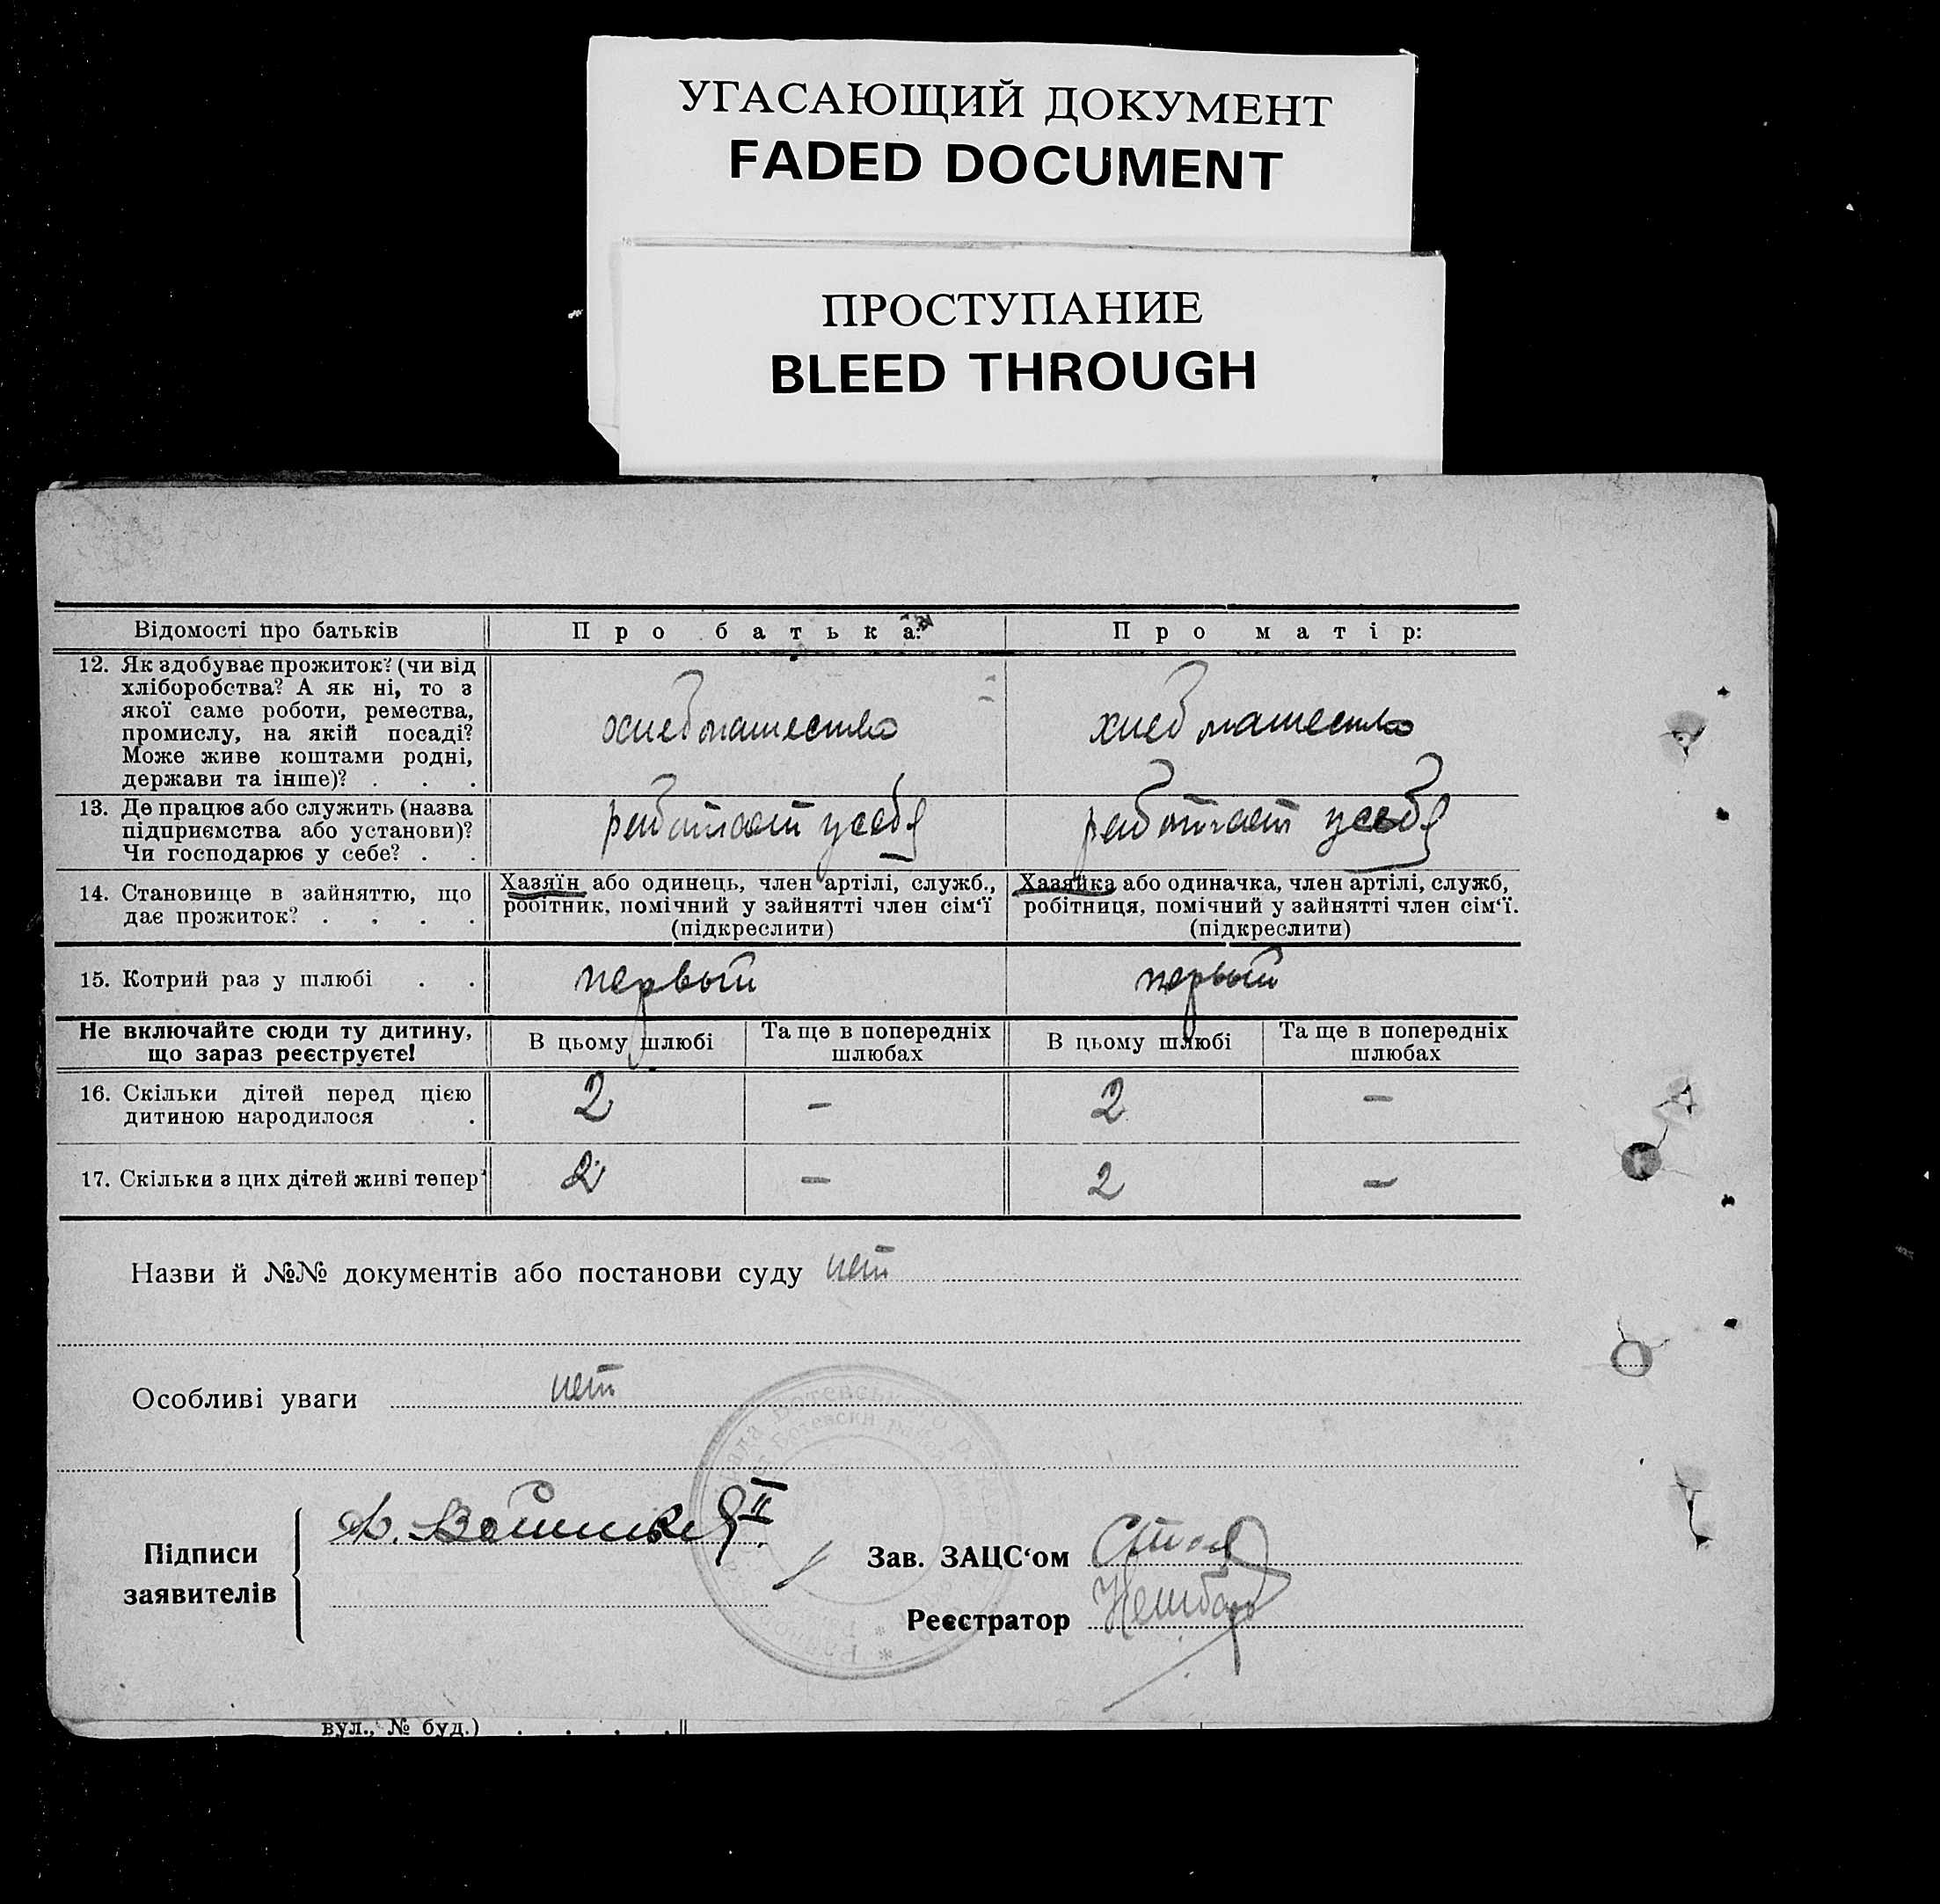 УГАСАЮЩИЙ ДОКУМЕНТ
FADED DOCUMENT
ПРОСТУПАНИЕ
BLEED THROUGH
Відомості про батьків
Про батька:
Про матір:
12. Як здобуває прожиток? (чи від
хліборобства? А як ні, то з
якої саме роботи, ремества,
промислу, на якій посаді?
Може живе коштами родні,
держави та інше)? . . .
хлебопашество
хлебопашество
13. Де працює або служить (назва
підприємства або установи)?
Чи господарює у себе? . .
работает у себя
работает у себя
14. Становище в зайняттю, що
дає прожиток? . . . .
Хазяїн або одинець, член артілі, служб.,
робітник, помічний у зайнятті член сім‘ї
(підкреслити)
Хазяйка або одиначка, член артілі, служб,
робітниця, помічний у зайнятті член сім‘ї.
(підкреслити)
15. Котрий раз у шлюбі . .
первый
первый
Не включайте сюди ту дитину,
що зараз реєструєте!
В цьому шлюбі
Та ще в попередніх
шлюбах
В цьому шлюбі
Та ще в попередніх
шлюбах
16. Скільки дітей перед цією
дитиною народилося .
2
—
2
—
17. Скільки з цих дітей живі тепер
2
—
2
—
Назви й №№ документів або постанови суду нет
Особливі уваги нет
Підписи
заявителів
II
Зав. ЗАЦС‘ом
Реєстратор
вул., № буд.) . . . .